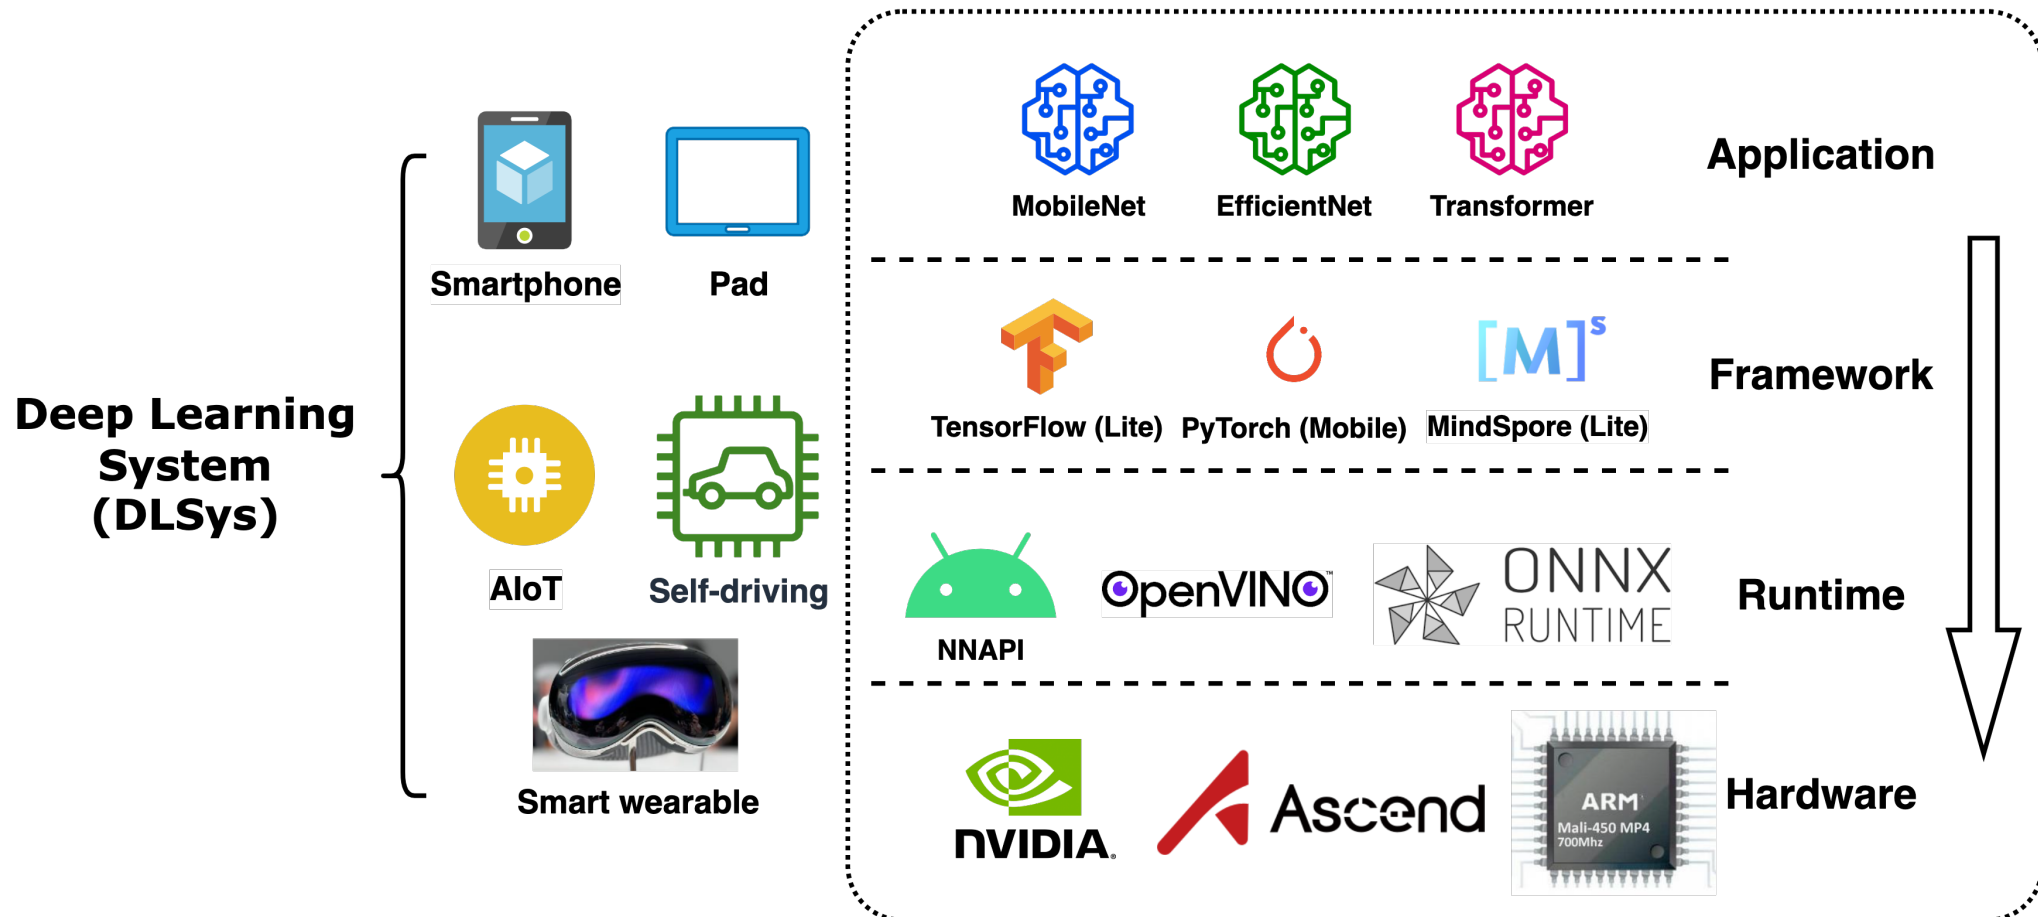 Deep Learning
System
(DLSys)
Smartphone
Pad
AIoT
Self-driving
Smart wearable
MobileNet
EfficientNet
Transformer
Application
[M]s
TensorFlow (Lite)
PyTorch (Mobile)
MindSpore (Lite)
Framework
NNAPI
OpenVINO™
ONNX
RUNTIME
Runtime
NVIDIA®
Ascend
ARM
Mali-450 MP4
700Mhz
Hardware